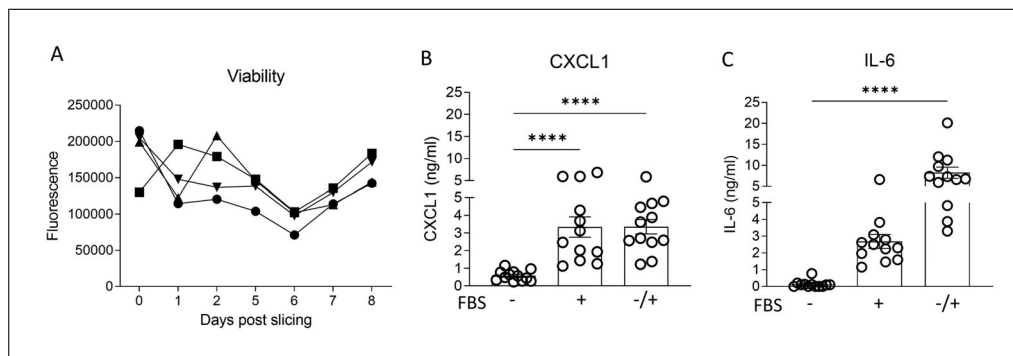 A
Viability
250000
200000
150000
100000
50000
0
Fluorescence
0 1 2 5 6 7 8
Days post slicing
B
CXCL1
25
20
15
10
5
5
4
3
2
1
0
CXCL1 (ng/ml)
****
****
FBS - + -/+
C
IL-6
25
20
15
10
5
5
4
3
2
1
0
IL-6 (ng/ml)
****
FBS - + -/+